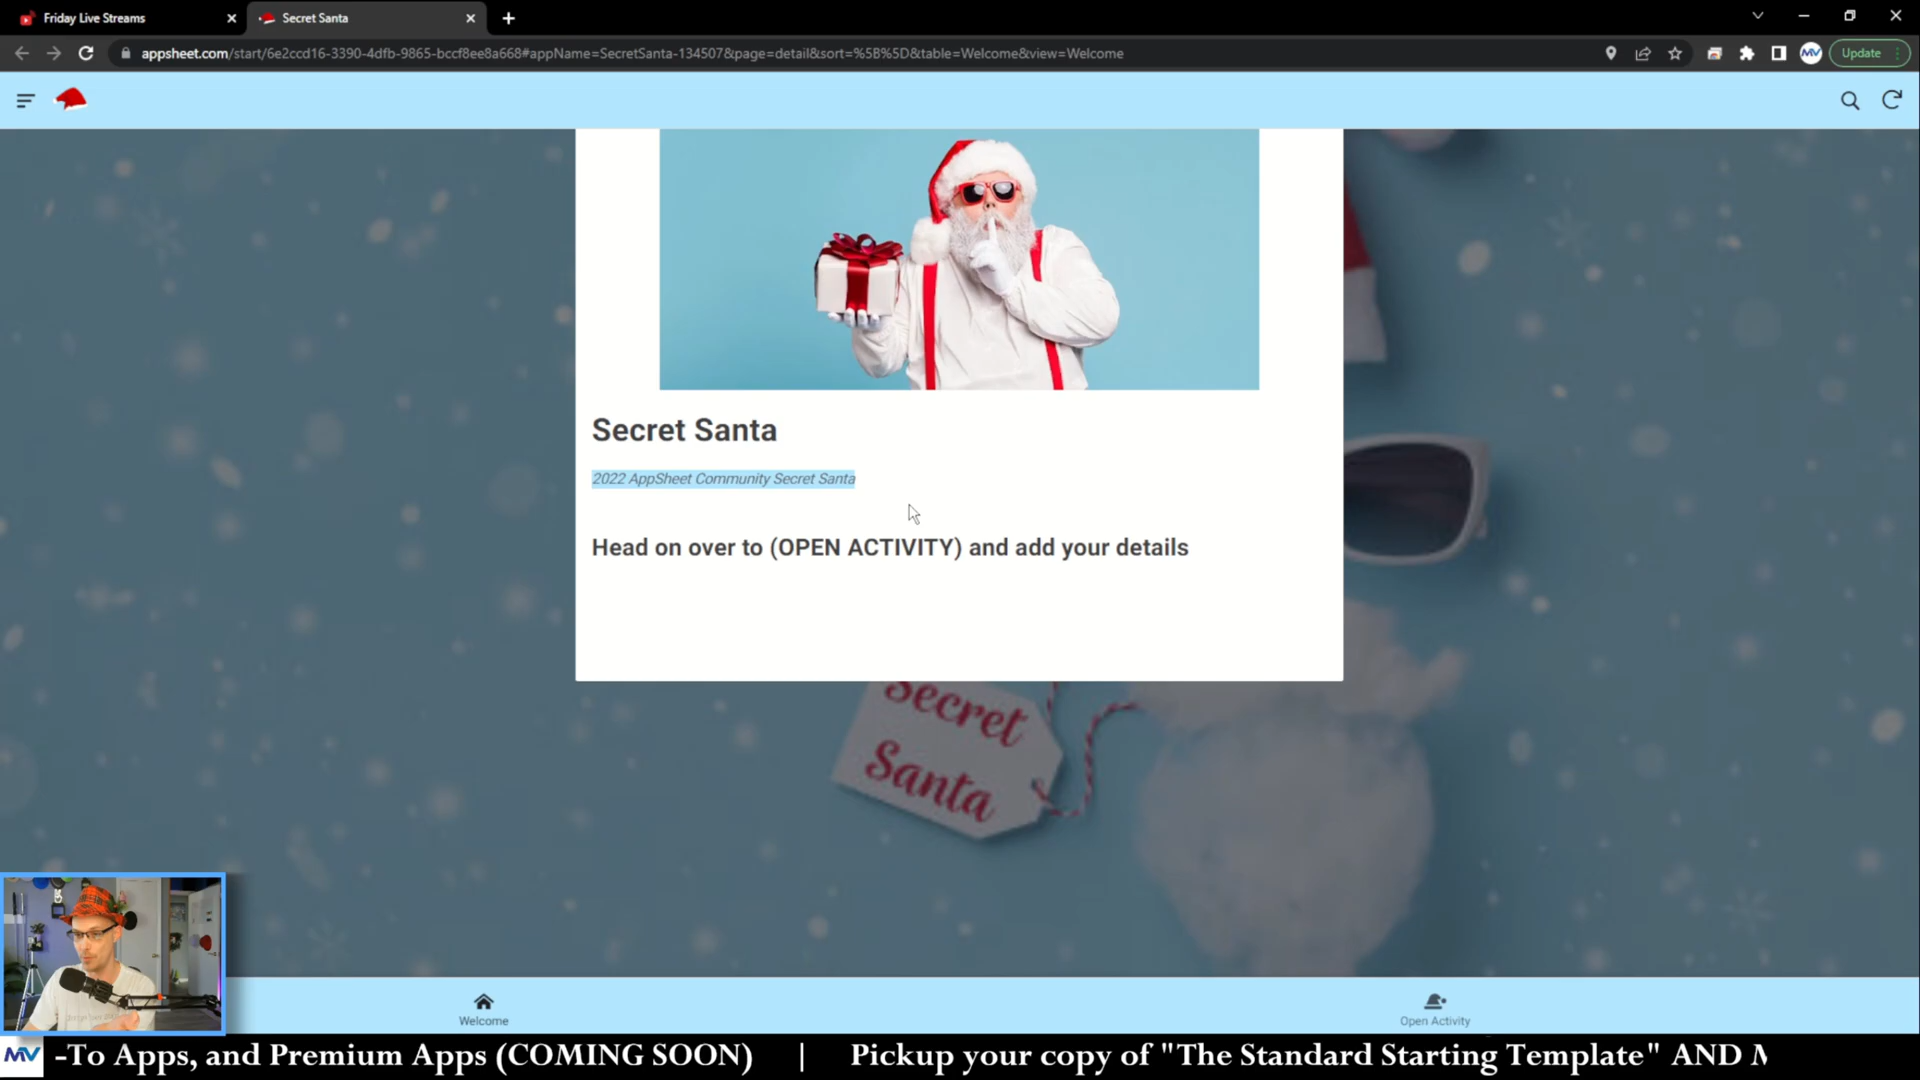 Friday Live Streams
Secret Santa
appsheet.com/start/6e2ccd16-3390-4dfb-9865-bccf8ee8a668#appName=SecretSanta-134507&page=detail&sort=%5B%5D&table=Welcome&view=Welcome
MV
Update
Secret Santa
2022 AppSheet Community Secret Santa
Head on over to (OPEN ACTIVITY) and add your details
Secret
Santa
Welcome
Open Activity
MV -To Apps, and Premium Apps (COMING SOON) | Pickup your copy of "The Standard Starting Template" AND M